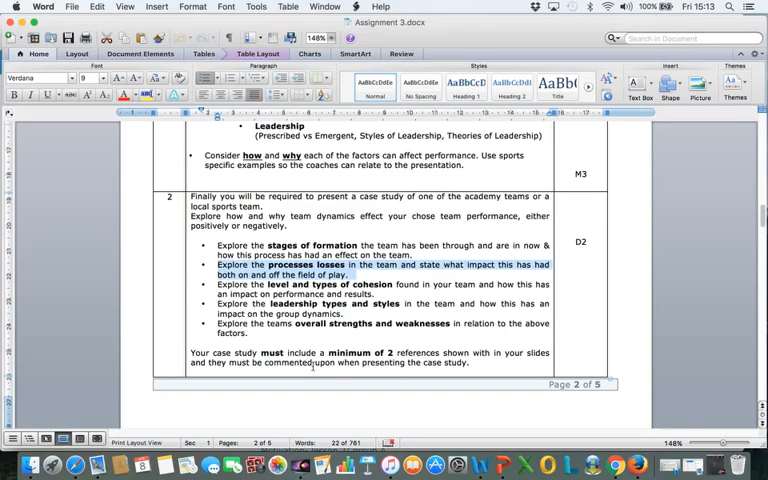 Word File Edit View Insert Format Font Tools Table Window Help 100% Fri 15:13
Assignment 3.docx
148% Search in Document
Home Layout Document Elements Tables Table Layout Charts SmartArt Review
Font Paragraph Styles Insert Themes
Verdana 9
AaBbCcDdEe AaBbCcDdEe AaBbCcD AaBbCcDdI AaBbC
Normal No Spacing Heading 1 Heading 2 Title Text Box Shape Picture Themes
• Leadership
(Prescribed vs Emergent, Styles of Leadership, Theories of Leadership)
• Consider how and why each of the factors can affect performance. Use sports
specific examples so the coaches can relate to the presentation.
M3
2
Finally you will be required to present a case study of one of the academy teams or a
local sports team.
Explore how and why team dynamics effect your chose team performance, either
positively or negatively.
D2
• Explore the stages of formation the team has been through and are in now &
how this process has had an effect on the team.
• Explore the processes losses in the team and state what impact this has had
both on and off the field of play.
• Explore the level and types of cohesion found in your team and how this has
an impact on performance and results.
• Explore the leadership types and styles in the team and how this has an
impact on the group dynamics.
• Explore the teams overall strengths and weaknesses in relation to the above
factors.
Your case study must include a minimum of 2 references shown with in your slides
and they must be commented upon when presenting the case study.
Page 2 of 5
Print Layout View Sec 1 Pages: 2 of 5 Words: 22 of 761 148%